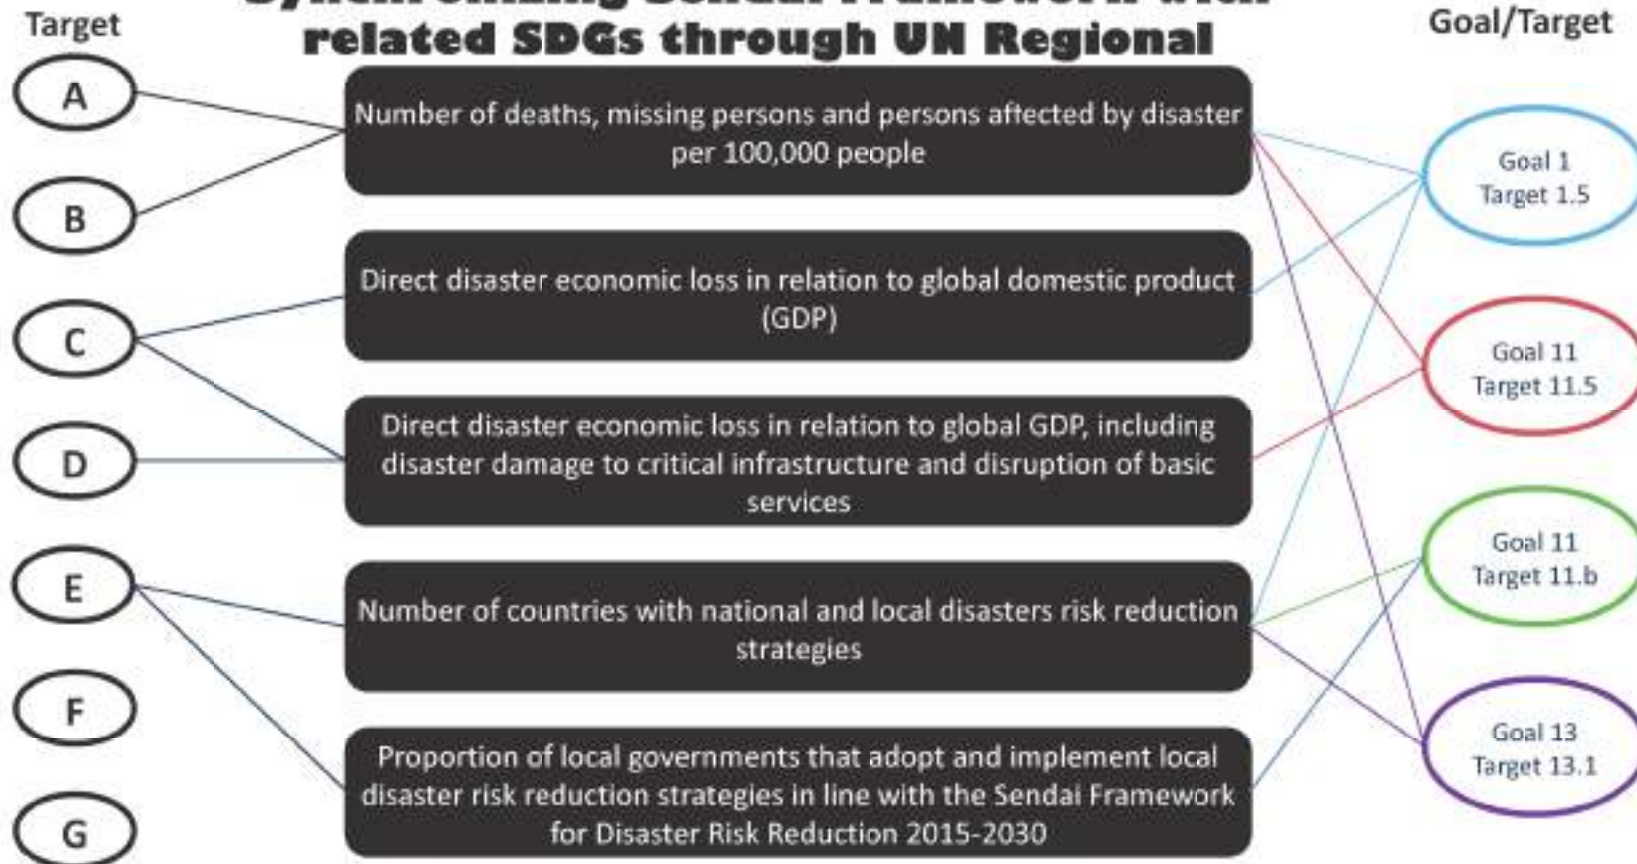 Synchronizing Sendai Framework with
related SDGs through UN Regional
Target
Goal/Target
A
B
C
D
E
F
G
Number of deaths, missing persons and persons affected by disaster
per 100,000 people
Direct disaster economic loss in relation to global domestic product
(GDP)
Direct disaster economic loss in relation to global GDP, including
disaster damage to critical infrastructure and disruption of basic
services
Number of countries with national and local disasters risk reduction
strategies
Proportion of local governments that adopt and implement local
disaster risk reduction strategies in line with the Sendai Framework
for Disaster Risk Reduction 2015-2030
Goal 1
Target 1.5
Goal 11
Target 11.5
Goal 11
Target 11.b
Goal 13
Target 13.1